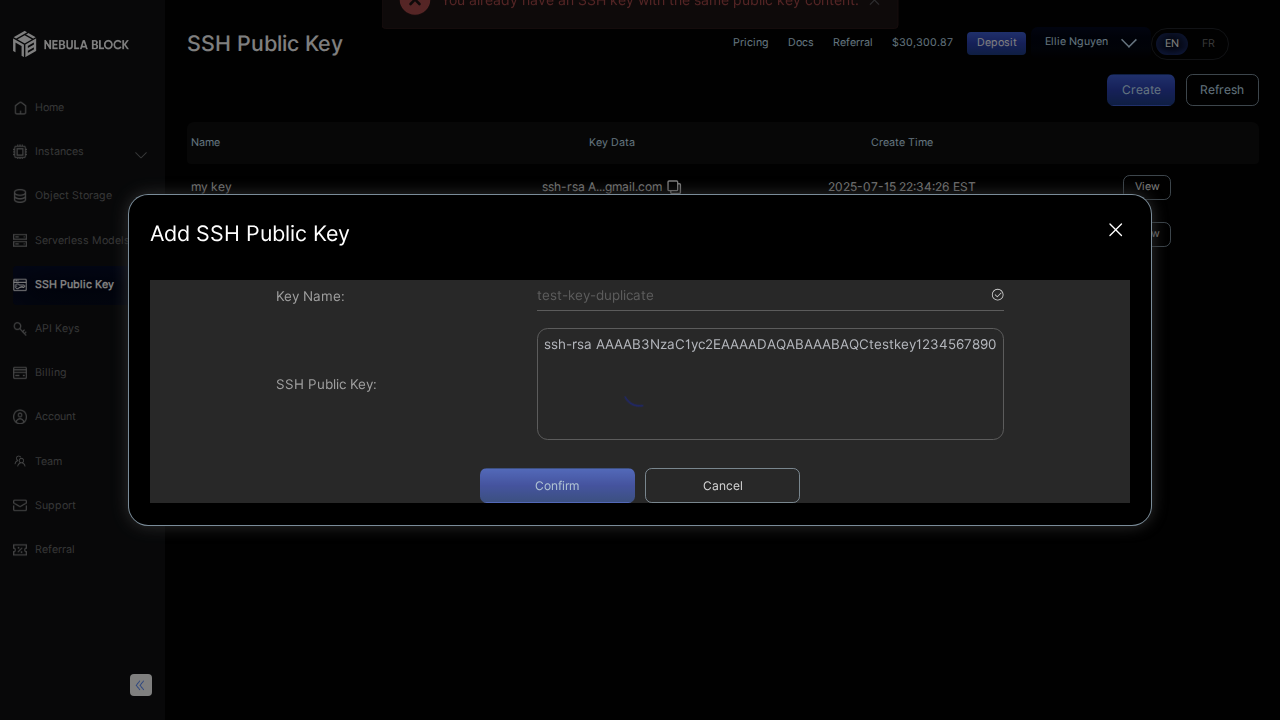 You already have an SSH key with the same public key content.
NEBULA BLOCK
SSH Public Key
Pricing
Docs
Referral
$30,300.87
Deposit
Ellie Nguyen
EN
FR
Create
Refresh
Home
Instances
Object Storage
Serverless Models
SSH Public Key
API Keys
Billing
Account
Team
Support
Referral
Name
Key Data
Create Time
my key
ssh-rsa A...gmail.com
2025-07-15 22:34:26 EST
View
Add SSH Public Key
Key Name:
test-key-duplicate
SSH Public Key:
ssh-rsa AAAAB3NzaC1yc2EAAAADAQABAAABAQCtestkey1234567890
Confirm
Cancel